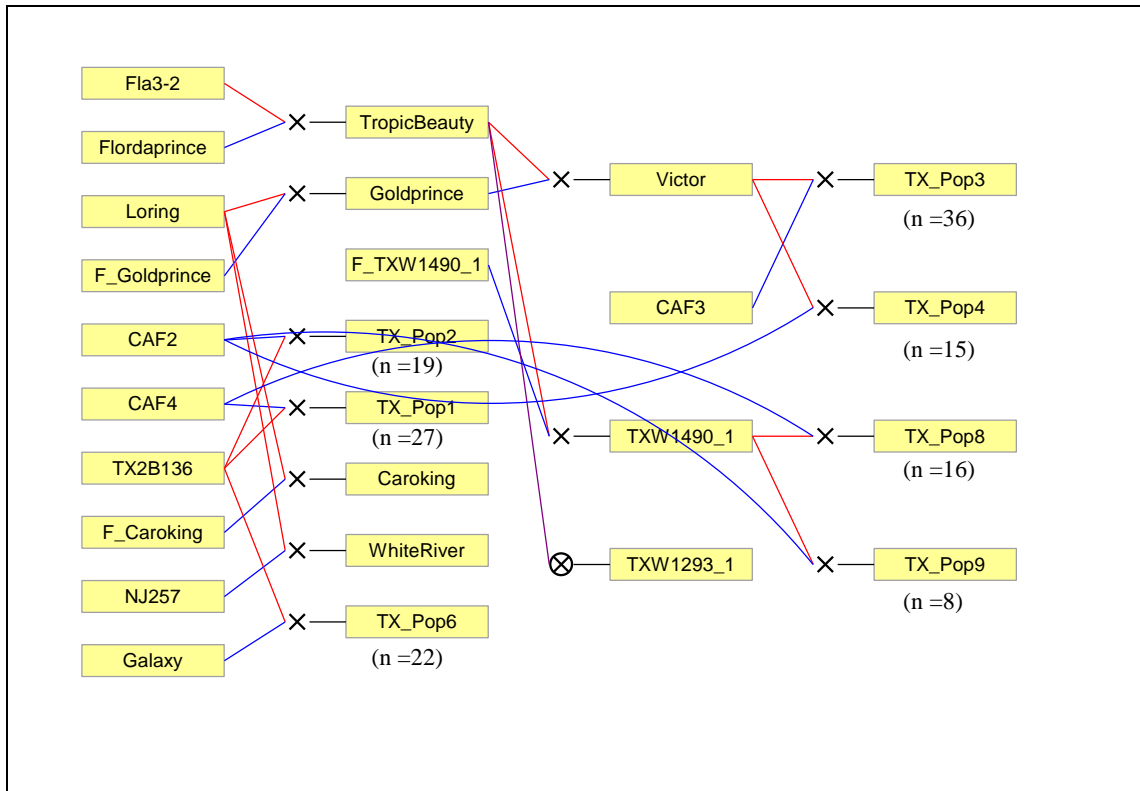 Fla3-2
Flordaprince
Loring
F_Goldprince
CAF2
CAF4
TX2B136
F_Caroking
NJ257
Galaxy
TropicBeauty
Goldprince
F_TXW1490_1
TX_Pop2
(n =19)
TX_Pop1
(n =27)
Caroking
WhiteRiver
TX_Pop6
(n =22)
Victor
CAF3
TXW1490_1
TXW1293_1
TX_Pop3
(n =36)
TX_Pop4
(n =15)
TX_Pop8
(n =16)
TX_Pop9
(n =8)